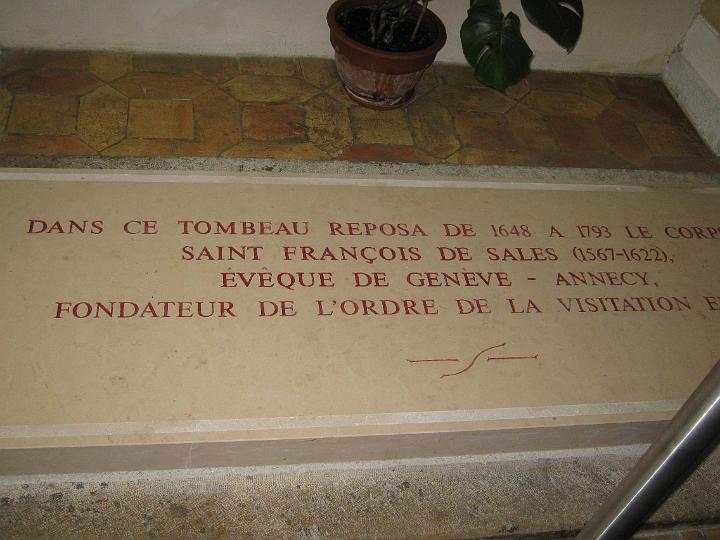 DANS CE TOMBEAU REPOSA DE 1648 A 1793 LE CORPS
SAINT FRANÇOIS DE SALES (1567-1622),
ÉVÊQUE DE GENÈVE - ANNECY,
FONDATEUR DE L'ORDRE DE LA VISITATION E